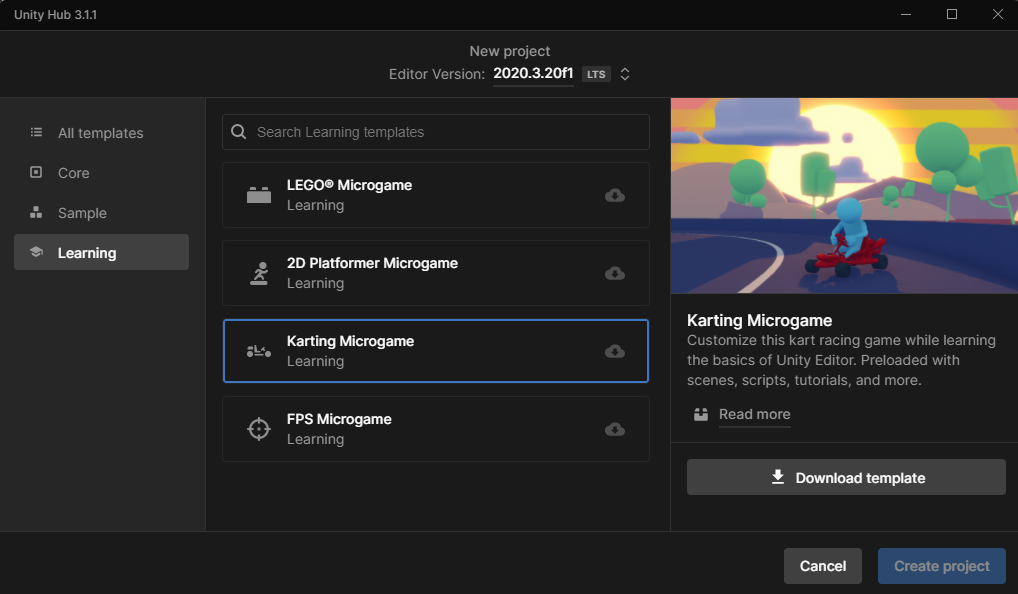 Unity Hub 3.1.1
New project
Editor Version: 2020.3.20f1 LTS
All templates
Core
Sample
Learning
Search Learning templates
LEGO® Microgame
Learning
2D Platformer Microgame
Learning
Karting Microgame
Learning
FPS Microgame
Learning
Karting Microgame
Customize this kart racing game while learning
the basics of Unity Editor. Preloaded with
scenes, scripts, tutorials, and more.
Read more
Download template
Cancel
Create project